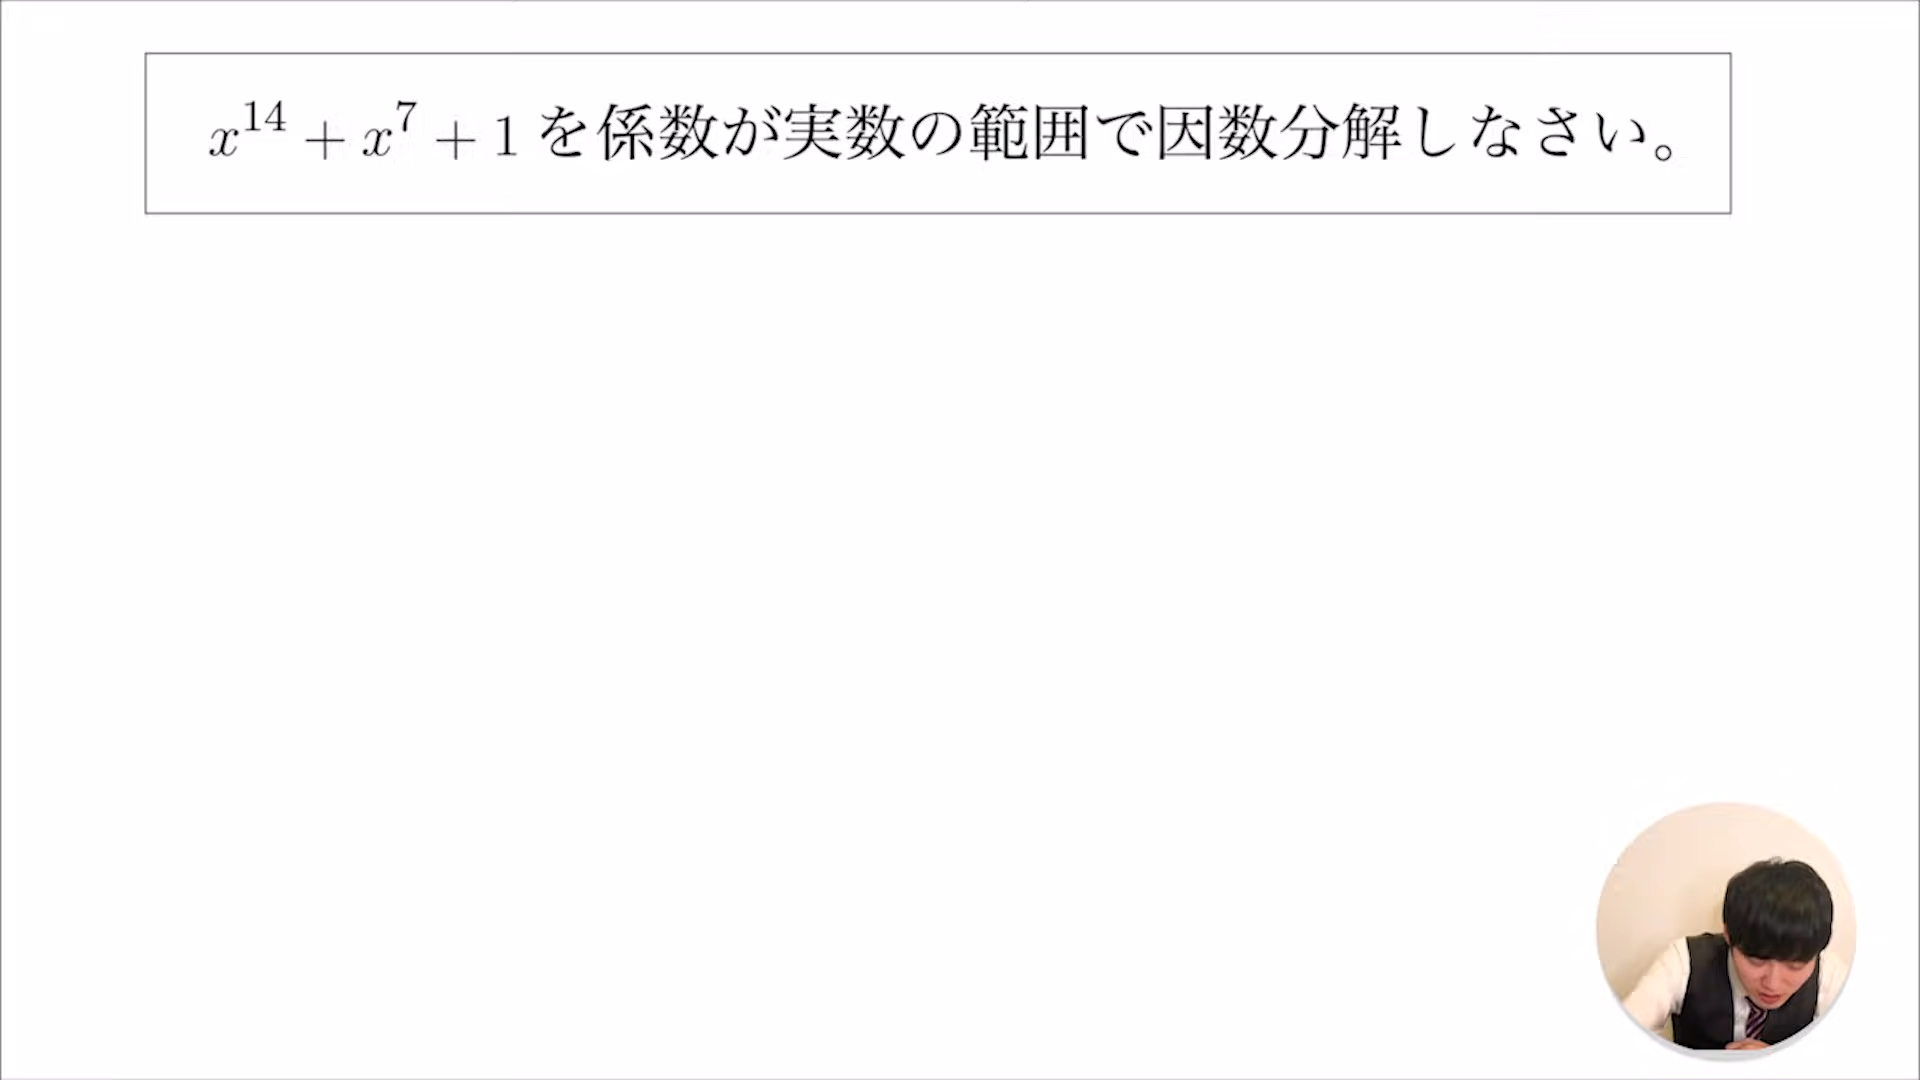 x^{14} + x^7 + 1 を係数が実数の範囲で因数分解しなさい。